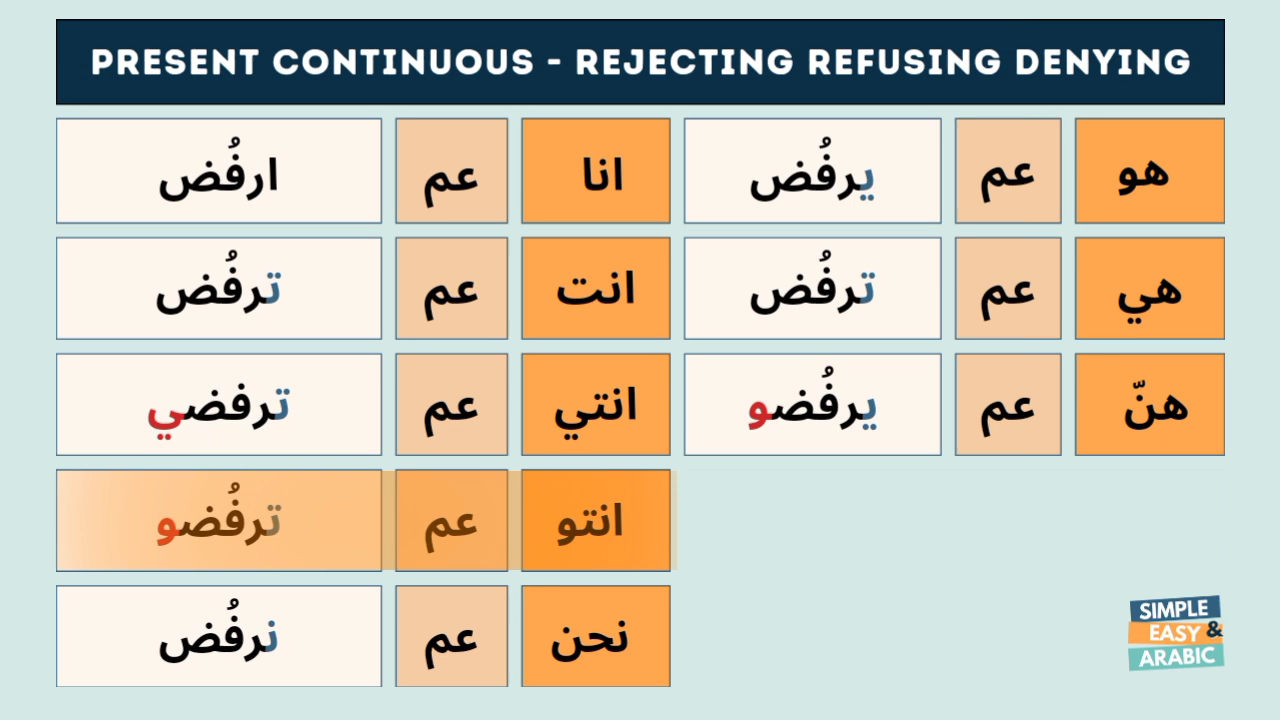 PRESENT CONTINUOUS - REJECTING REFUSING DENYING
هو عم يرفُض
انا عم ارفُض
هي عم ترفُض
انت عم ترفُض
هنّ عم يرفُضو
انتي عم ترفضي
انتو عم ترفُضو
نحن عم نرفُض
SIMPLE
EASY &
ARABIC